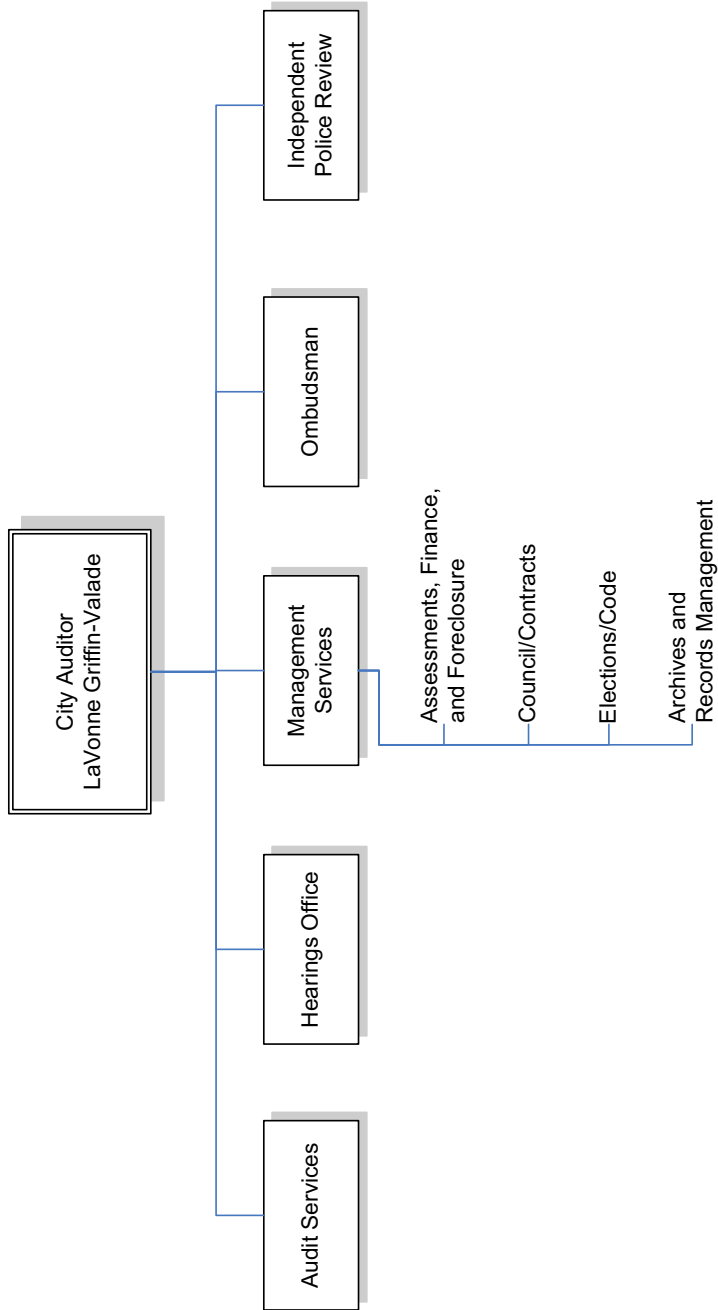 City Auditor
LaVonne Griffin-Valade
Audit Services
Hearings Office
Management
Services
Ombudsman
Independent
Police Review
Assessments, Finance,
and Foreclosure
Council/Contracts
Elections/Code
Archives and
Records Management